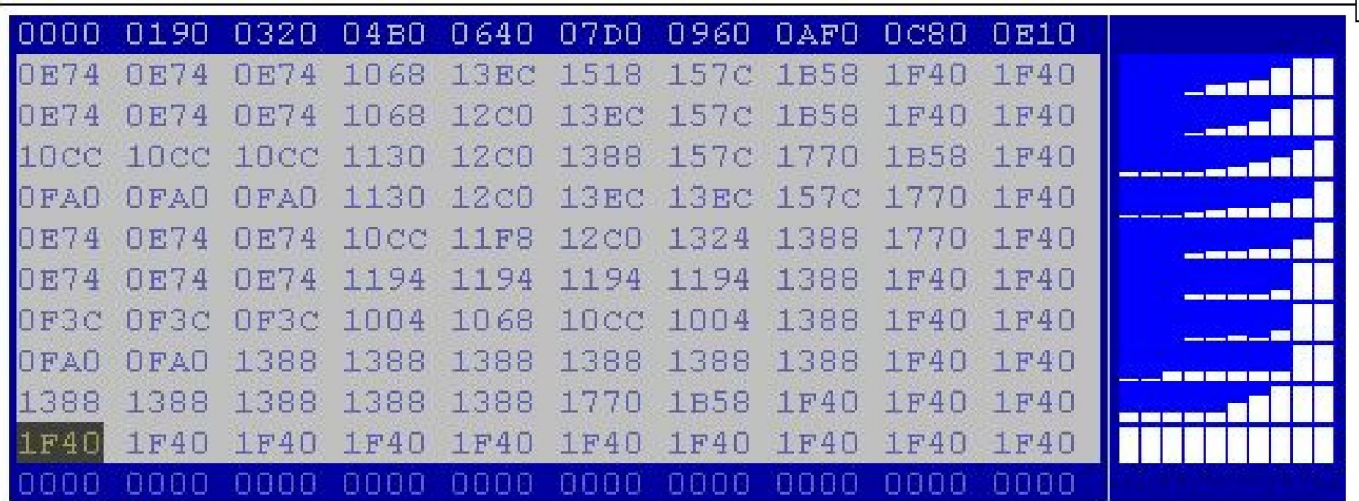 0000 0190 0320 04B0 0640 07D0 0960 0AF0 0C80 0E10
0E74 0E74 0E74 1068 13EC 1518 157C 1B58 1F40 1F40
0E74 0E74 0E74 1068 12C0 13EC 157C 1B58 1F40 1F40
10CC 10CC 10CC 1130 12C0 1388 157C 1770 1B58 1F40
0FA0 0FA0 0FA0 1130 12C0 13EC 13EC 157C 1770 1F40
0E74 0E74 0E74 10CC 11F8 12C0 1324 1388 1770 1F40
0E74 0E74 0E74 1194 1194 1194 1194 1388 1F40 1F40
0F3C 0F3C 0F3C 1004 1068 10CC 1004 1388 1F40 1F40
0FA0 0FA0 1388 1388 1388 1388 1388 1388 1F40 1F40
1388 1388 1388 1388 1388 1770 1B58 1F40 1F40 1F40
1F40 1F40 1F40 1F40 1F40 1F40 1F40 1F40 1F40 1F40
0000 0000 0000 0000 0000 0000 0000 0000 0000 0000